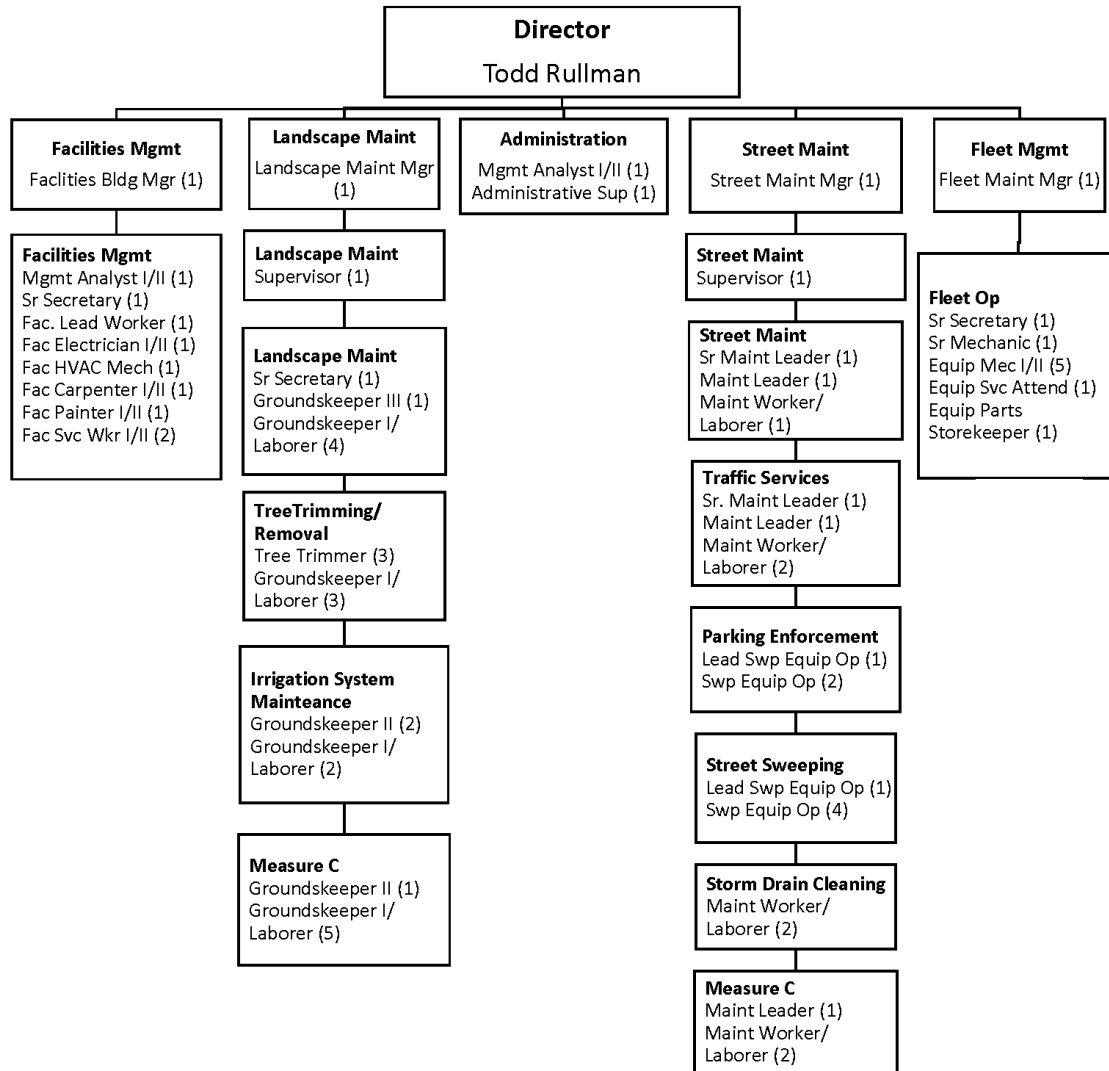 Director
Todd Rullman
Facilities Mgmt
Faclities Bldg Mgr (1)
Landscape Maint
Landscape Maint Mgr
(1)
Administration
Mgmt Analyst I/II (1)
Administrative Sup (1)
Street Maint
Street Maint Mgr (1)
Fleet Mgmt
Fleet Maint Mgr (1)
Facilities Mgmt
Mgmt Analyst I/II (1)
Sr Secretary (1)
Fac. Lead Worker (1)
Fac Electrician I/II (1)
Fac HVAC Mech (1)
Fac Carpenter I/II (1)
Fac Painter I/II (1)
Fac Svc Wkr I/II (2)
Landscape Maint
Supervisor (1)
Landscape Maint
Sr Secretary (1)
Groundskeeper III (1)
Groundskeeper I/
Laborer (4)
TreeTrimming/
Removal
Tree Trimmer (3)
Groundskeeper I/
Laborer (3)
Irrigation System
Mainteance
Groundskeeper II (2)
Groundskeeper I/
Laborer (2)
Measure C
Groundskeeper II (1)
Groundskeeper I/
Laborer (5)
Street Maint
Supervisor (1)
Street Maint
Sr Maint Leader (1)
Maint Leader (1)
Maint Worker/
Laborer (1)
Traffic Services
Sr. Maint Leader (1)
Maint Leader (1)
Maint Worker/
Laborer (2)
Parking Enforcement
Lead Swp Equip Op (1)
Swp Equip Op (2)
Street Sweeping
Lead Swp Equip Op (1)
Swp Equip Op (4)
Storm Drain Cleaning
Maint Worker/
Laborer (2)
Measure C
Maint Leader (1)
Maint Worker/
Laborer (2)
Fleet Op
Sr Secretary (1)
Sr Mechanic (1)
Equip Mec I/II (5)
Equip Svc Attend (1)
Equip Parts
Storekeeper (1)